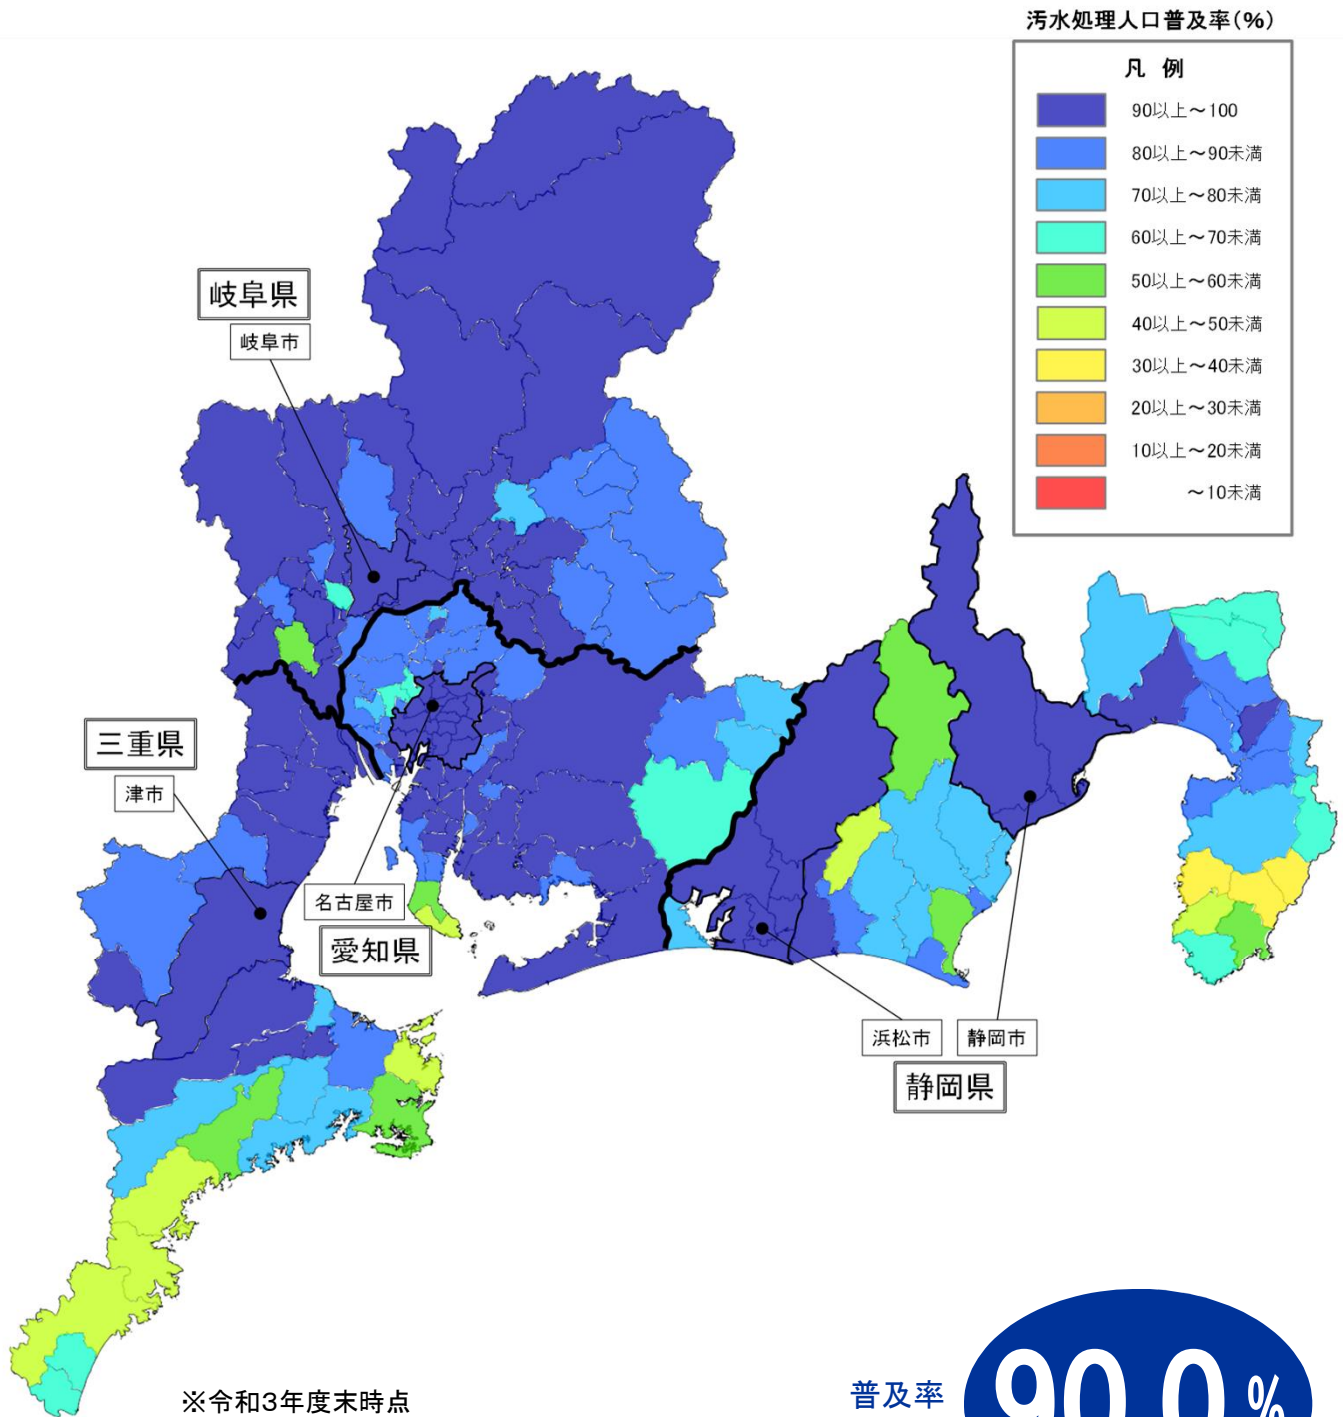 汚水処理人口普及率(%)
凡 例
90以上～100
80以上～90未満
70以上～80未満
60以上～70未満
50以上～60未満
40以上～50未満
30以上～40未満
20以上～30未満
10以上～20未満
～10未満
岐阜県
岐阜市
三重県
津市
名古屋市
愛知県
浜松市
静岡市
静岡県
※令和3年度末時点
普及率
90.0%